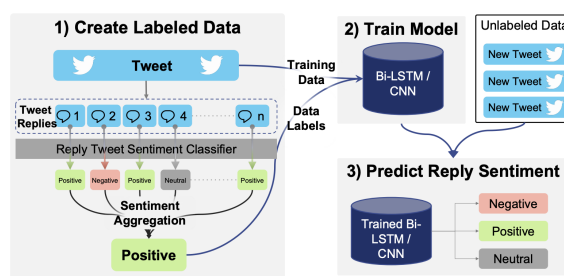 1) Create Labeled Data
Tweet
Tweet
Replies
1
2
3
4
n
Reply Tweet Sentiment Classifier
Positive
Negative
Positive
Neutral
Positive
Sentiment
Aggregation
Positive
Training
Data
Data
Labels
2) Train Model
Bi-LSTM /
CNN
Unlabeled Data
New Tweet
New Tweet
New Tweet
3) Predict Reply Sentiment
Trained Bi-
LSTM /
CNN
Negative
Positive
Neutral